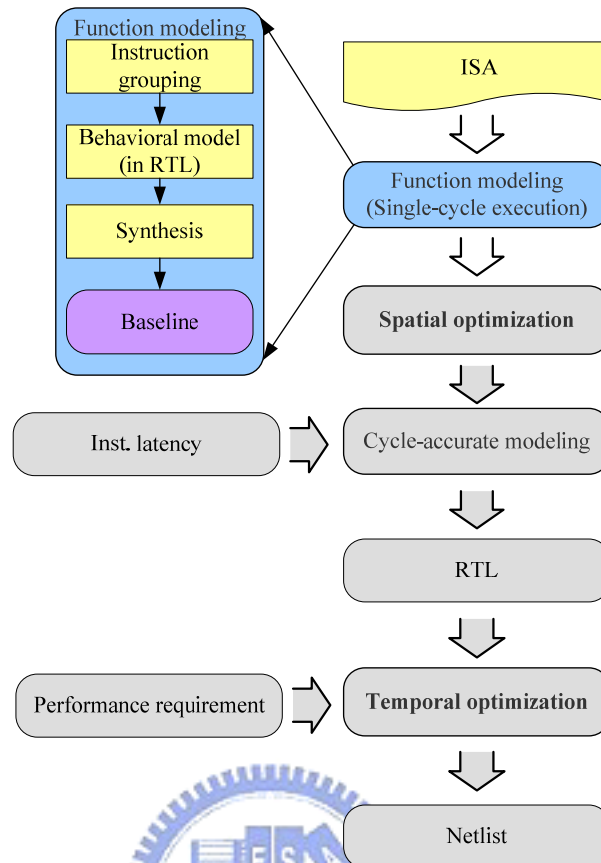 Function modeling
Instruction
grouping
Behavioral model
(in RTL)
Synthesis
Baseline
ISA
Function modeling
(Single-cycle execution)
Spatial optimization
Inst. latency
Cycle-accurate modeling
RTL
Performance requirement
Temporal optimization
Netlist